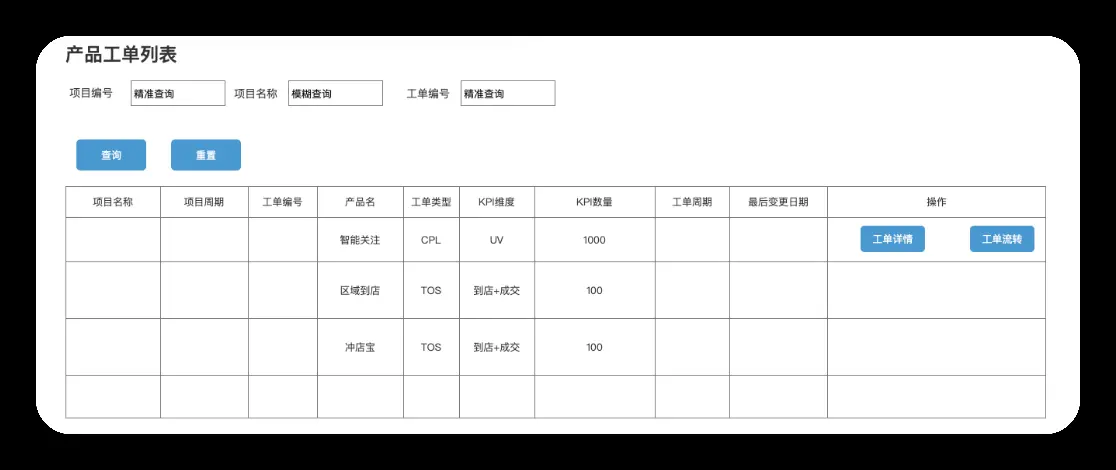 产品工单列表
项目编号 精准查询 项目名称 模糊查询 工单编号 精准查询
查询 重置
项目名称 项目周期 工单编号 产品名 工单类型 KPI维度 KPI数量 工单周期 最后变更日期 操作
智能关注 CPL UV 1000 工单详情 工单流转
区域到店 TOS 到店+成交 100
冲店宝 TOS 到店+成交 100